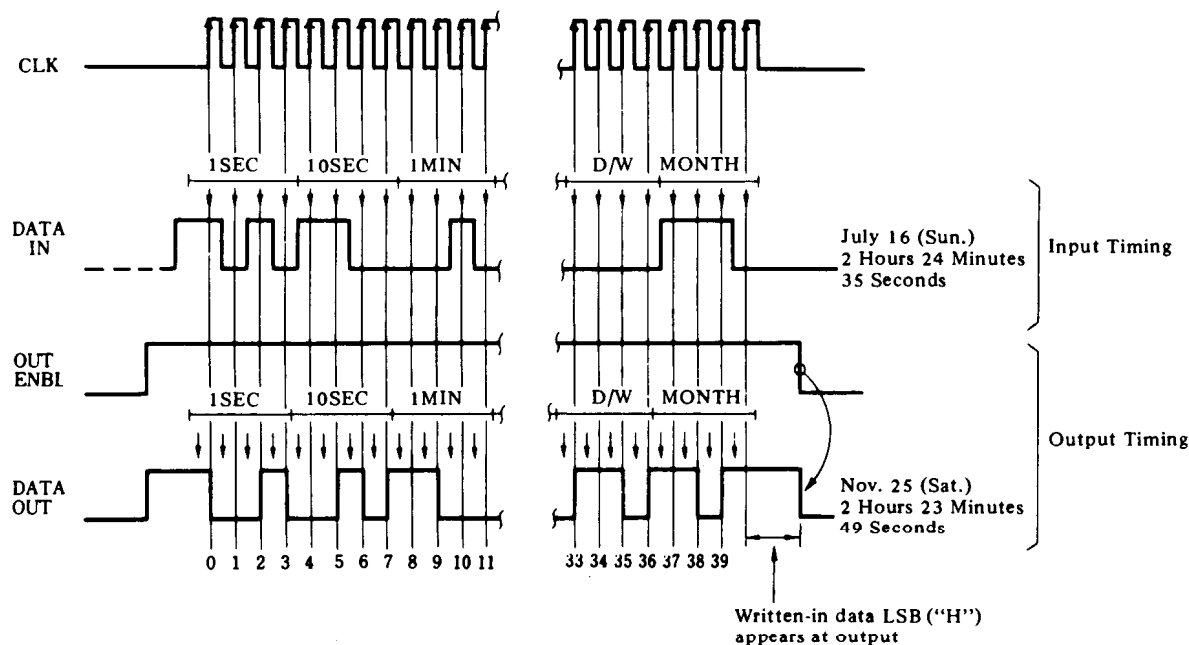 CLK
1SEC 10SEC 1MIN D/W MONTH
DATA IN
July 16 (Sun.)
2 Hours 24 Minutes
35 Seconds
Input Timing
OUT ENBL
1SEC 10SEC 1MIN D/W MONTH
DATA OUT
Nov. 25 (Sat.)
2 Hours 23 Minutes
49 Seconds
Output Timing
0 1 2 3 4 5 6 7 8 9 10 11 33 34 35 36 37 38 39
Written-in data LSB (“H”)
appears at output